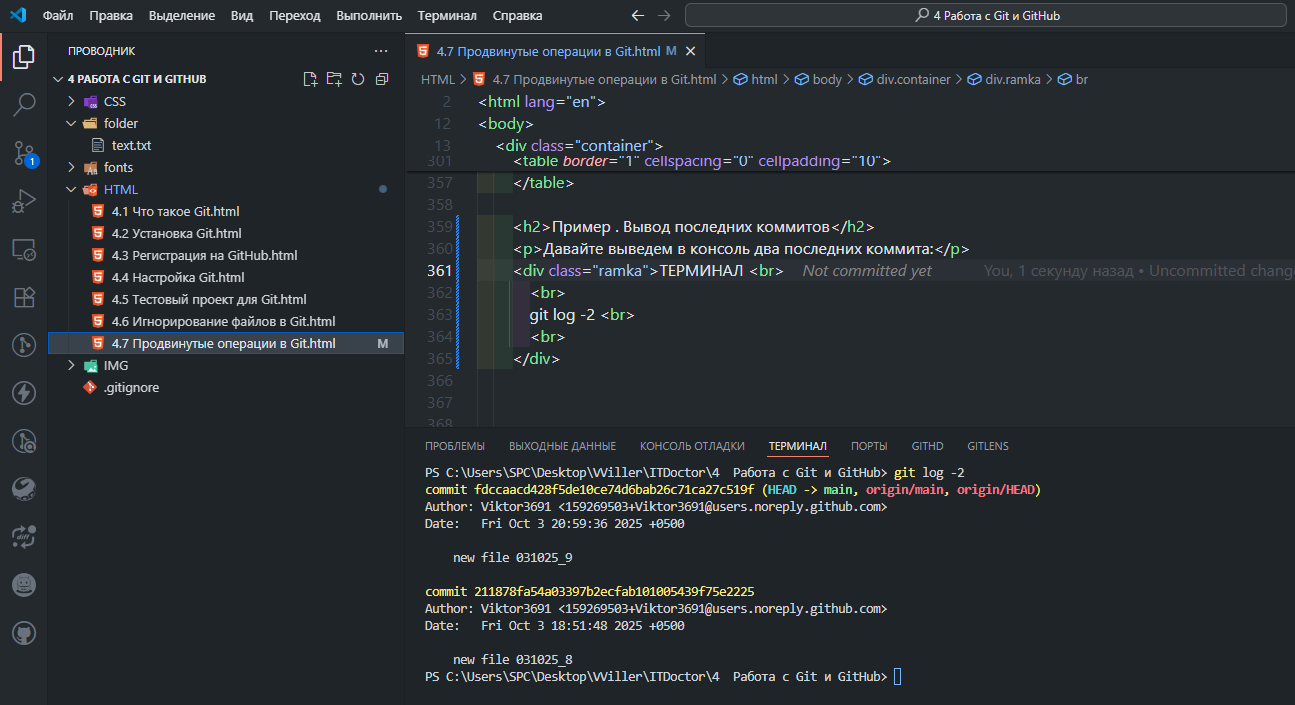 Файл Правка Выделение Вид Переход Выполнить Терминал Справка
4 Работа с Git и GitHub
ПРОВОДНИК
4 РАБОТА С GIT И GITHUB
CSS
folder
text.txt
fonts
HTML
4.1 Что такое Git.html
4.2 Установка Git.html
4.3 Регистрация на GitHub.html
4.4 Настройка Git.html
4.5 Тестовый проект для Git.html
4.6 Игнорирование файлов в Git.html
4.7 Продвинутые операции в Git.html M
IMG
.gitignore
1
4.7 Продвинутые операции в Git.html M
HTML > 4.7 Продвинутые операции в Git.html > html > body > div.container > div.ramka > br
2 <html lang="en">
12 <body>
13 <div class="container">
301 <table border="1" cellspacing="0" cellpadding="10">
357 </table>
358
359 <h2>Пример . Вывод последних коммитов</h2>
360 <p>Давайте выведем в консоль два последних коммита:</p>
361 <div class="ramka">ТЕРМИНАЛ <br> Not committed yet You, 1 секунду назад • Uncommitted change
362 <br>
363 git log -2 <br>
364 <br>
365 </div>
366
367
368
ПРОБЛЕМЫ ВЫХОДНЫЕ ДАННЫЕ КОНСОЛЬ ОТЛАДКИ ТЕРМИНАЛ ПОРТЫ GITHD GITLENS
PS C:\Users\SPC\Desktop\VViller\ITDoctor\4  Работа с Git и GitHub> git log -2
commit fdccaacd428f5de10ce74d6bab26c71ca27c519f (HEAD -> main, origin/main, origin/HEAD)
Author: Viktor3691 <159269503+Viktor3691@users.noreply.github.com>
Date:   Fri Oct 3 20:59:36 2025 +0500
new file 031025_9
commit 211878fa54a03397b2ecfab101005439f75e2225
Author: Viktor3691 <159269503+Viktor3691@users.noreply.github.com>
Date:   Fri Oct 3 18:51:48 2025 +0500
new file 031025_8
PS C:\Users\SPC\Desktop\VViller\ITDoctor\4  Работа с Git и GitHub>